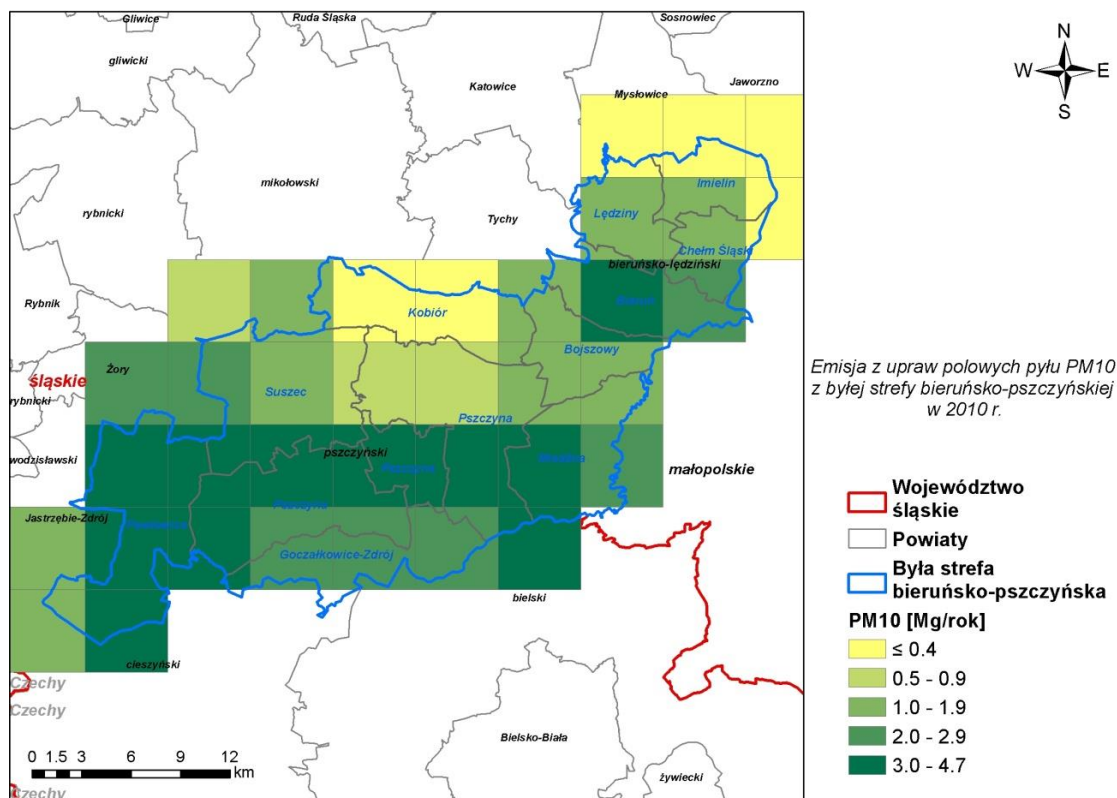 Gliwice
Ruda Śląska
Sosnowiec
gliwicki
Katowice
Jaworzno
Mysłowice
mikołowski
Imielin
rybnicki
Tychy
Lędziny
Chełm Śląski
bieruńsko-lędziński
Rybnik
Kobiór
Bieruń
Bojszowy
Żory
śląskie
rybnicki
Suszec
Pszczyna
wodzisławski
pszczyński
Pszczyna
Miedźna
małopolskie
Pszczyna
Jastrzębie-Zdrój
Pawłowice
Goczałkowice-Zdrój
bielski
cieszyński
Czechy
Czechy
Bielsko-Biała
żywiecki
Czechy
0 1.5 3 6 9 12
km
N
W E
S
Emisja z upraw polowych pyłu PM10
z byłej strefy bieruńsko-pszczyńskiej
w 2010 r.
Województwo
śląskie
Powiaty
Była strefa
bieruńsko-pszczyńska
PM10 [Mg/rok]
≤ 0.4
0.5 - 0.9
1.0 - 1.9
2.0 - 2.9
3.0 - 4.7